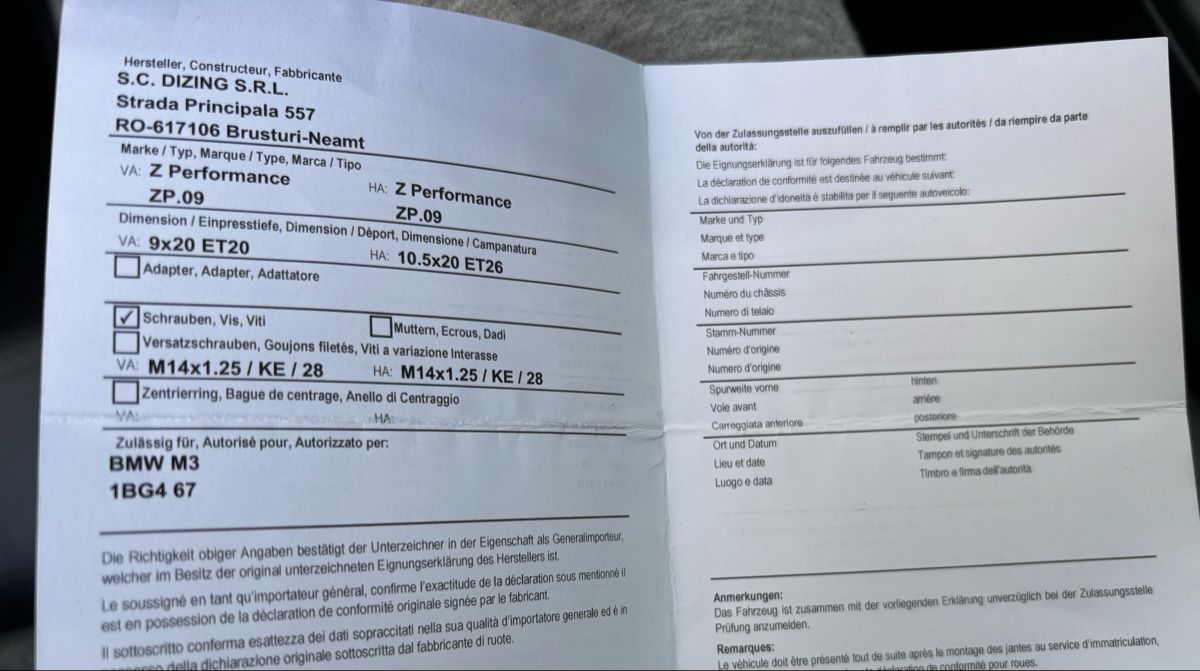 Hersteller, Constructeur, Fabbricante
S.C. DIZING S.R.L.
Strada Principala 557
RO-617106 Brusturi-Neamt
Marke / Typ, Marque / Type, Marca / Tipo
VA: Z Performance HA: Z Performance
ZP.09 ZP.09
Dimension / Einpresstiefe, Dimension / Déport, Dimensione / Campanatura
VA: 9x20 ET20 HA: 10.5x20 ET26
Adapter, Adapter, Adattatore
✓ Schrauben, Vis, Viti Muttern, Ecrous, Dadi
Versatzschrauben, Goujons filetés, Viti a variazione Interasse
VA: M14x1.25 / KE / 28 HA: M14x1.25 / KE / 28
Zentrierring, Bague de centrage, Anello di Centraggio
VA: HA:
Zulässig für, Autorisé pour, Autorizzato per:
BMW M3
1BG4 67
Die Richtigkeit obiger Angaben bestätigt der Unterzeichner in der Eigenschaft als Generalimporteur,
welcher im Besitz der original unterzeichneten Eignungserklärung des Herstellers ist.
Le soussigné en tant qu'importateur général, confirme l'exactitude de la déclaration sous mentionné il
est en possession de la déclaration de conformité originale signée par le fabricant.
Il sottoscritto conferma esattezza dei dati sopraccitati nella sua qualità d'importatore generale ed è in
della dichiarazione originale sottoscritta dal fabbricante di ruote.
Von der Zulassungsstelle auszufüllen / à remplir par les autorités / da riempire da parte
della autorità:
Die Eignungserklärung ist für folgendes Fahrzeug bestimmt:
La déclaration de conformité est destinée au véhicule suivant:
La dichiarazione d'idoneità è stabilita per il seguente autoveicolo:
Marke und Typ
Marque et type
Marca e tipo
Fahrgestell-Nummer
Numéro du châssis
Numero di telaio
Stamm-Nummer
Numéro d'origine
Numero d'origine
Spurweite vorne hinten
Voie avant arrière
Carreggiata anteriore posteriore
Ort und Datum Stempel und Unterschrift der Behörde
Lieu et date Tampon et signature des autorités
Luogo e data Timbro e firma dell'autorità
Anmerkungen:
Das Fahrzeug ist zusammen mit der vorliegenden Erklärung unverzüglich bei der Zulassungsstelle
Prüfung anzumelden.
Remarques:
Le véhicule doit être présenté tout de suite après le montage des jantes au service d'immatriculation,
déclaration de conformité pour roues.